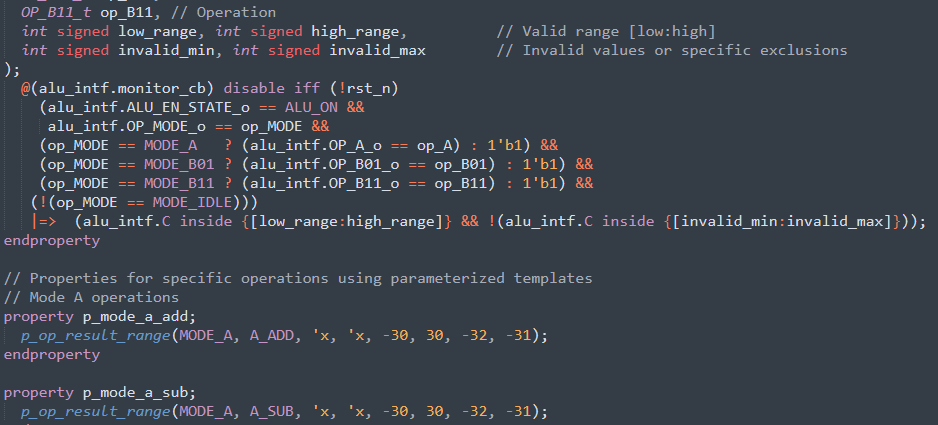 OP_B11_t op_B11, // Operation
int signed low_range, int signed high_range, // Valid range [low:high]
int signed invalid_min, int signed invalid_max // Invalid values or specific exclusions
);
@(alu_intf.monitor_cb) disable iff (!rst_n)
(alu_intf.ALU_EN_STATE_o == ALU_ON &&
alu_intf.OP_MODE_o == op_MODE &&
(op_MODE == MODE_A ? (alu_intf.OP_A_o == op_A) : 1'b1) &&
(op_MODE == MODE_B01 ? (alu_intf.OP_B01_o == op_B01) : 1'b1) &&
(op_MODE == MODE_B11 ? (alu_intf.OP_B11_o == op_B11) : 1'b1) &&
(!(op_MODE == MODE_IDLE)))
|=> (alu_intf.C inside {[low_range:high_range]} && !(alu_intf.C inside {[invalid_min:invalid_max]}));
endproperty
// Properties for specific operations using parameterized templates
// Mode A operations
property p_mode_a_add;
p_op_result_range(MODE_A, A_ADD, 'x, 'x, -30, 30, -32, -31);
endproperty
property p_mode_a_sub;
p_op_result_range(MODE_A, A_SUB, 'x, 'x, -30, 30, -32, -31);